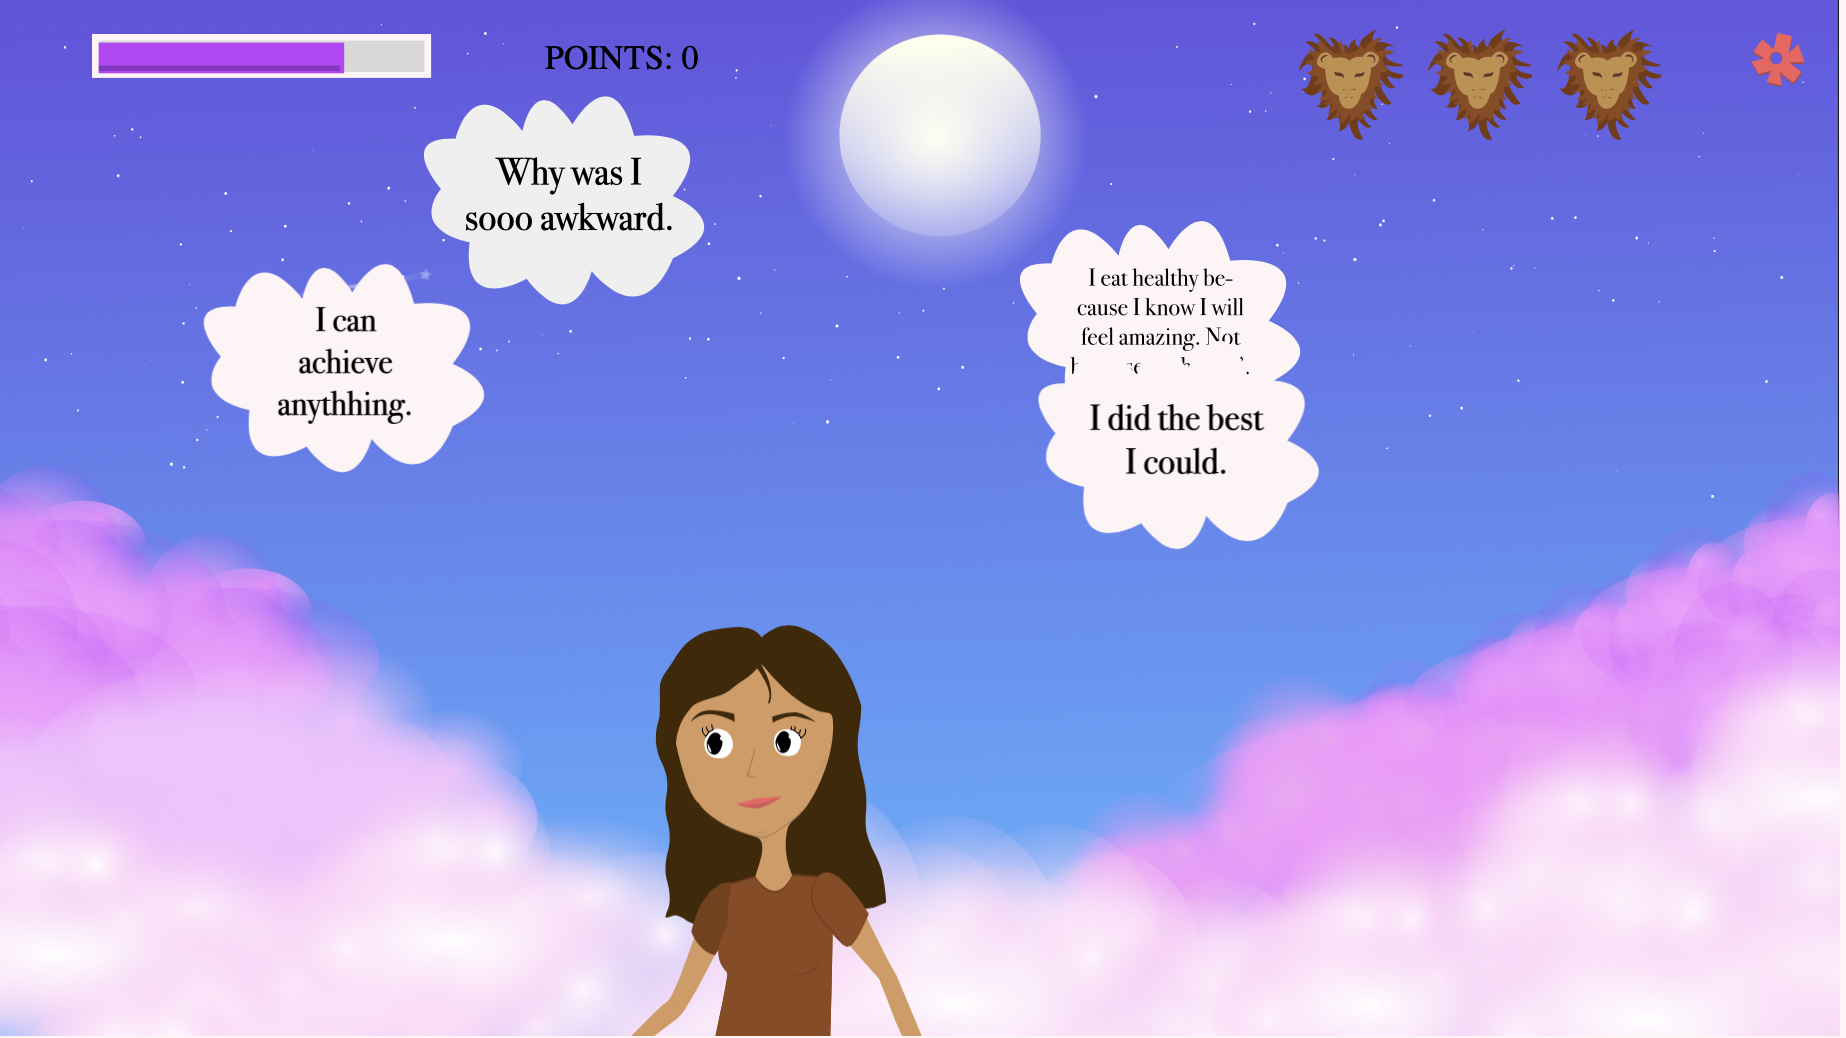 POINTS: 0
Why was I
sooo awkward.
I can
achieve
anythhing.
I eat healthy be-
cause I know I will
feel amazing. Not
I did the best
I could.